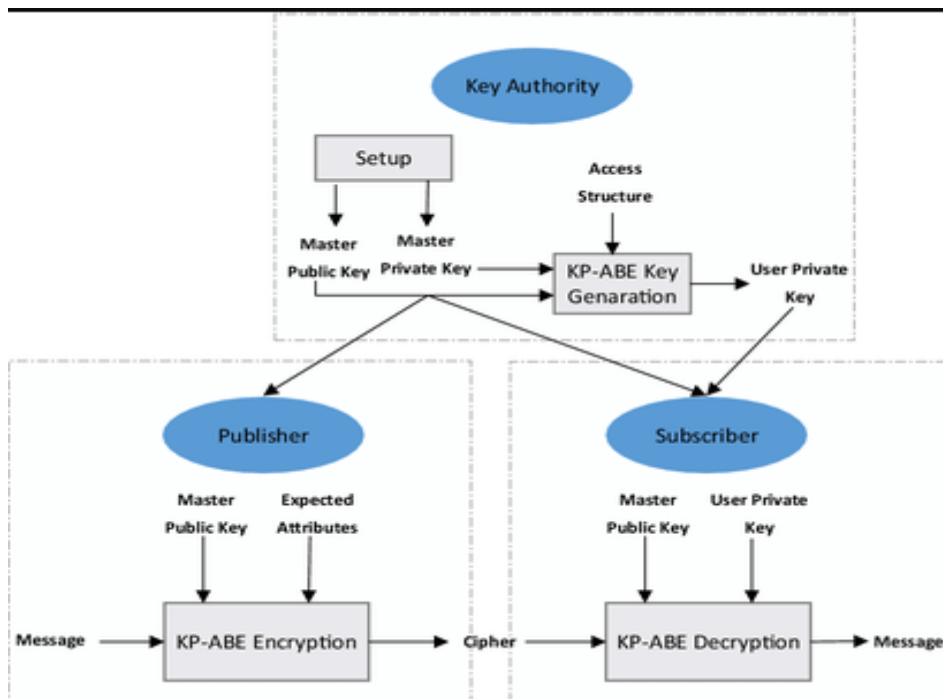 Key Authority
Setup
Access
Structure
Master
Public Key
Master
Private Key
KP-ABE Key
Genaration
User Private
Key
Publisher
Subscriber
Master
Public Key
Expected
Attributes
Master
Public Key
User Private
Key
Message
KP-ABE Encryption
Cipher
KP-ABE Decryption
Message